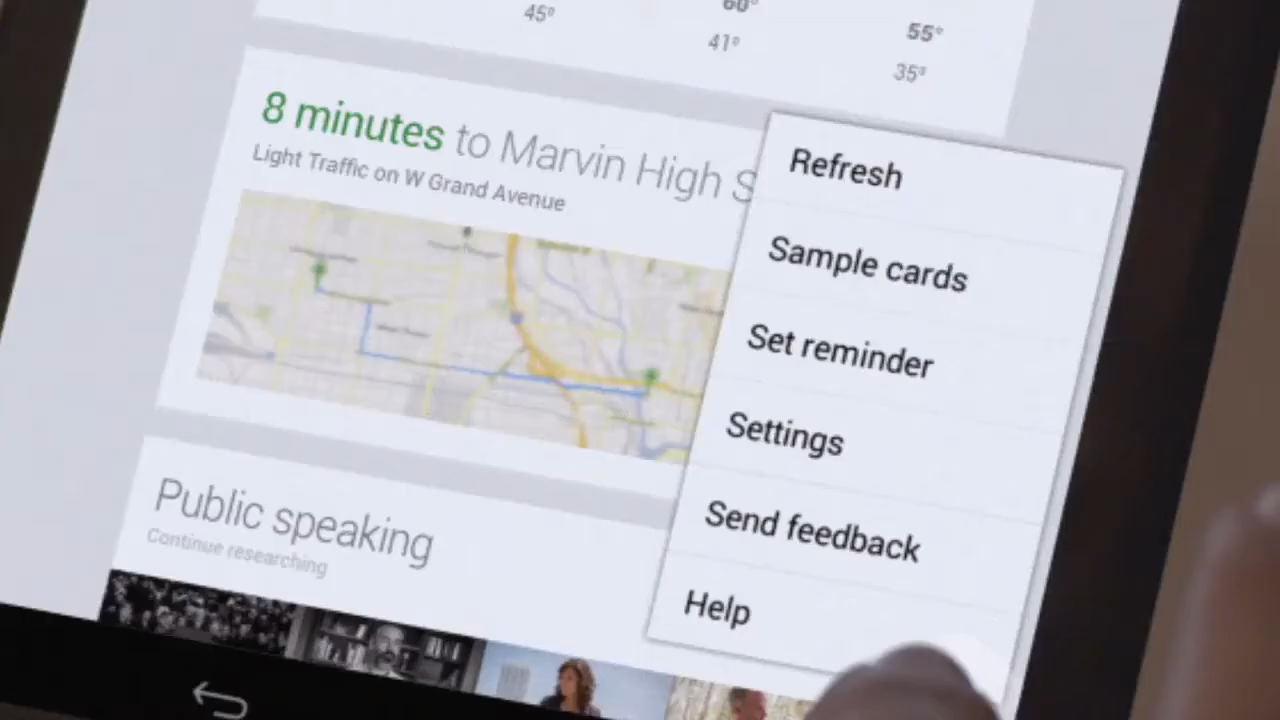 45°
60°
41°
55°
35°
8 minutes to Marvin High S
Light Traffic on W Grand Avenue
Public speaking
Continue researching
Refresh
Sample cards
Set reminder
Settings
Send feedback
Help